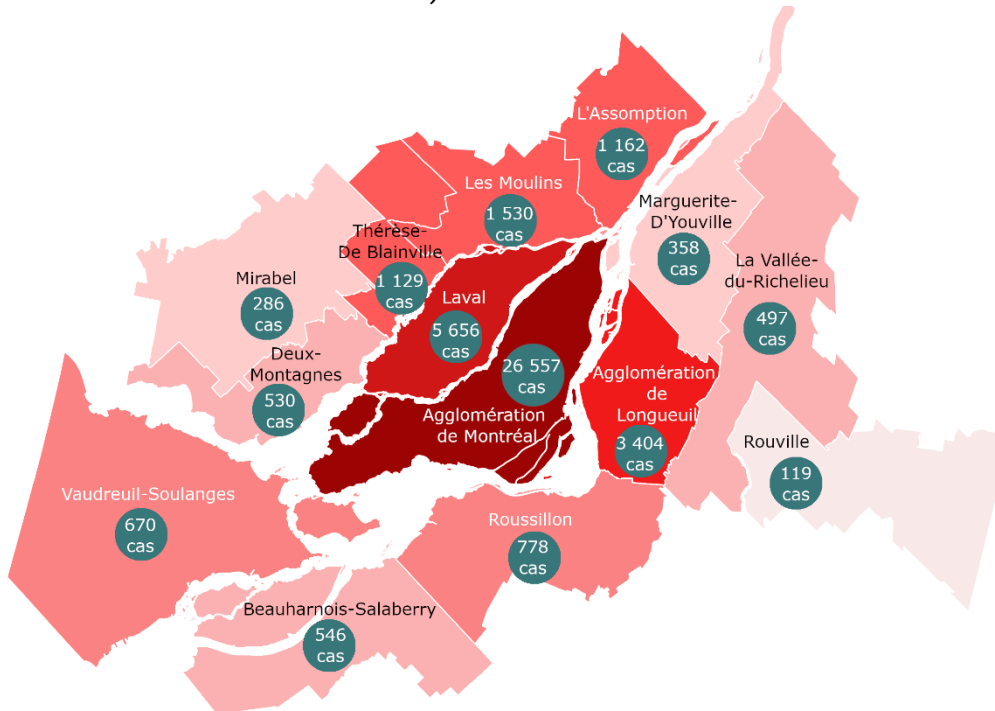 L'Assomption
1 162
cas
Les Moulins
1 530
cas
Marguerite-
D'Youville
358
cas
Thérèse-
De Blainville
1 129
cas
La Vallée-
du-Richelieu
497
cas
Mirabel
286
cas
Laval
5 656
cas
Deux-
Montagnes
530
cas
26 557
cas
Agglomération
de Montréal
Agglomération
de
Longueuil
3 404
cas
Rouville
119
cas
Vaudreuil-Soulanges
670
cas
Roussillon
778
cas
Beauharnois-Salaberry
546
cas